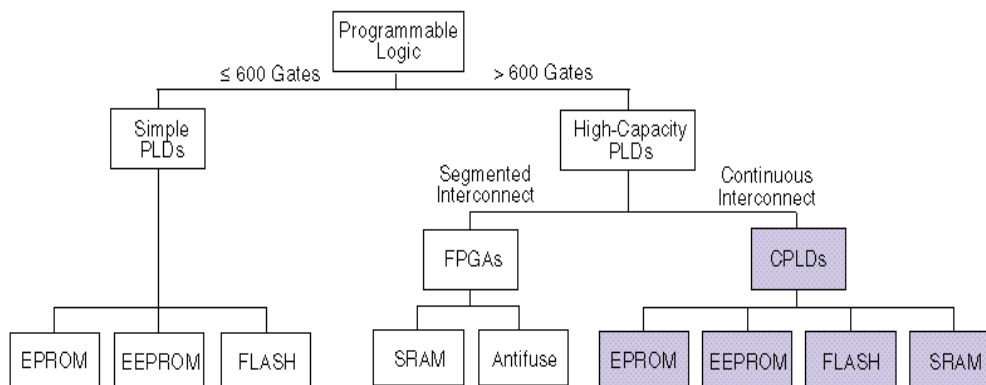 Programmable
Logic
≤ 600 Gates
> 600 Gates
Simple
PLDs
High-Capacity
PLDs
Segmented
Interconnect
Continuous
Interconnect
FPGAs
CPLDs
EPROM
EEPROM
FLASH
SRAM
Antifuse
EPROM
EEPROM
FLASH
SRAM